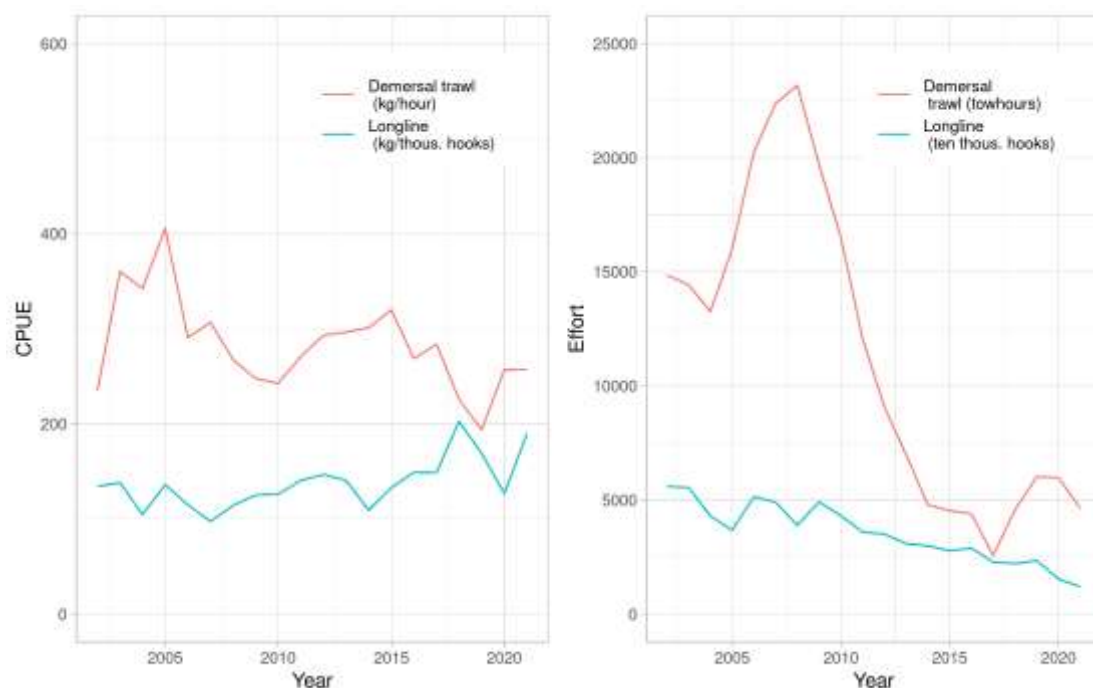 600
400
200
0
CPUE
Demersal trawl
(kg/hour)
Longline
(kg/thous. hooks)
2005 2010 2015 2020
Year
25000
20000
15000
10000
5000
0
Effort
Demersal
trawl (towhours)
Longline
(ten thous. hooks)
2005 2010 2015 2020
Year